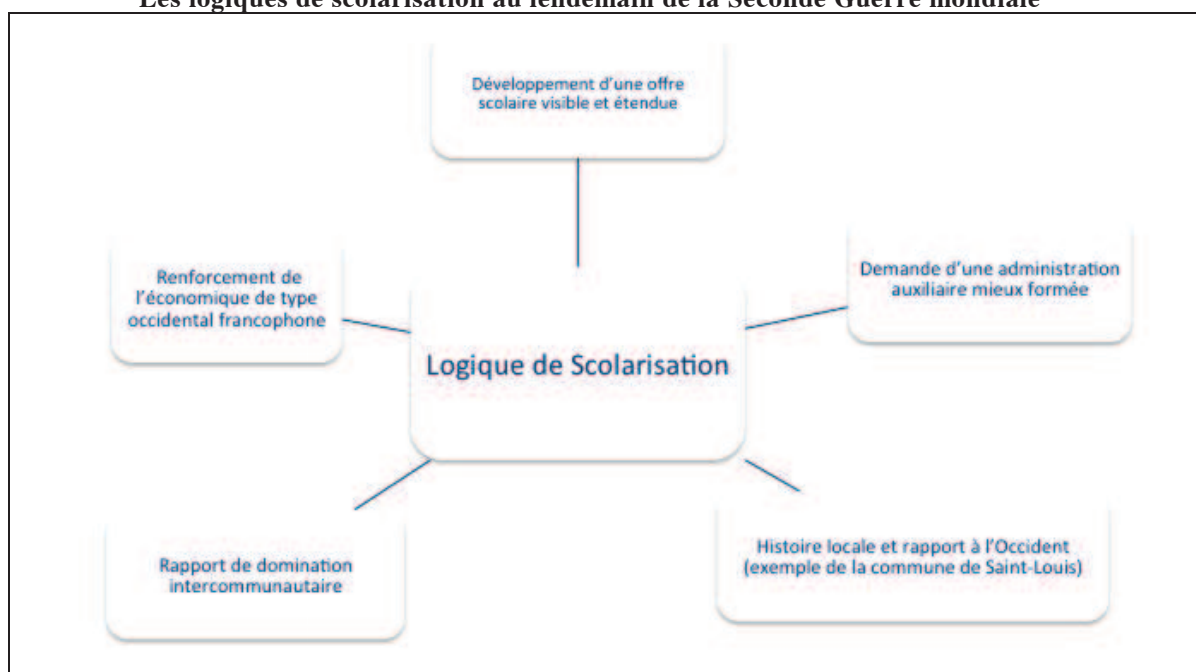 Les logiques de scolarisation au lendemain de la Seconde Guerre mondiale
Développement d'une offre
scolaire visible et étendue
Renforcement de
l'économique de type
occidental francophone
Demande d'une administration
auxiliaire mieux formée
Logique de Scolarisation
Rapport de domination
intercommunautaire
Histoire locale et rapport à l'Occident
(exemple de la commune de Saint-Louis)